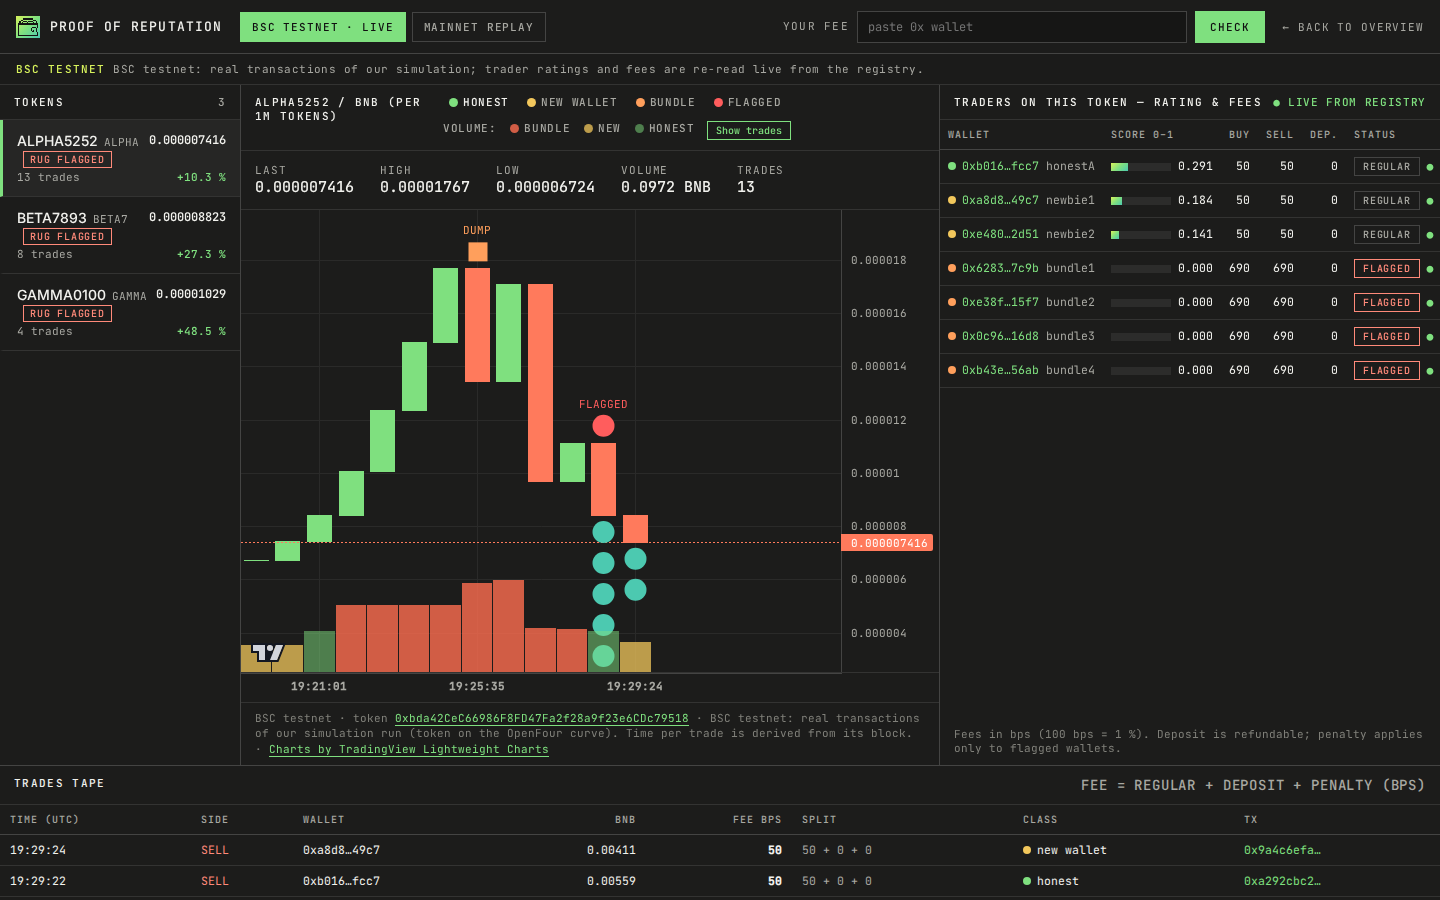 PROOF OF REPUTATION
BSC TESTNET · LIVE
MAINNET REPLAY
YOUR FEE
paste 0x wallet
CHECK
← BACK TO OVERVIEW
BSC TESTNET BSC testnet: real transactions of our simulation; trader ratings and fees are re-read live from the registry.
TOKENS 3
ALPHA5252 ALPHA 0.000007416
RUG FLAGGED
13 trades +10.3 %
BETA7893 BETA7 0.000008823
RUG FLAGGED
8 trades +27.3 %
GAMMA0100 GAMMA 0.00001029
RUG FLAGGED
4 trades +48.5 %
ALPHA5252 / BNB (PER
1M TOKENS)
HONEST NEW WALLET BUNDLE FLAGGED
VOLUME: BUNDLE NEW HONEST Show trades
LAST HIGH LOW VOLUME TRADES
0.000007416 0.00001767 0.000006724 0.0972 BNB 13
DUMP
FLAGGED
0.000018
0.000016
0.000014
0.000012
0.00001
0.000008
0.000007416
0.000006
0.000004
19:21:01 19:25:35 19:29:24
BSC testnet · token 0xbda42CeC66986F8FD47Fa2f28a9f23e6CDc79518 · BSC testnet: real transactions
of our simulation run (token on the OpenFour curve). Time per trade is derived from its block.
· Charts by TradingView Lightweight Charts
TRADERS ON THIS TOKEN — RATING & FEES ● LIVE FROM REGISTRY
WALLET SCORE 0–1 BUY SELL DEP. STATUS
0xb016…fcc7 honestA 0.291 50 50 0 REGULAR
0xa8d8…49c7 newbie1 0.184 50 50 0 REGULAR
0xe480…2d51 newbie2 0.141 50 50 0 REGULAR
0x6283…7c9b bundle1 0.000 690 690 0 FLAGGED
0xe38f…15f7 bundle2 0.000 690 690 0 FLAGGED
0x0c96…16d8 bundle3 0.000 690 690 0 FLAGGED
0xb43e…56ab bundle4 0.000 690 690 0 FLAGGED
Fees in bps (100 bps = 1 %). Deposit is refundable; penalty applies
only to flagged wallets.
TRADES TAPE
FEE = REGULAR + DEPOSIT + PENALTY (BPS)
TIME (UTC) SIDE WALLET BNB FEE BPS SPLIT CLASS TX
19:29:24 SELL 0xa8d8…49c7 0.00411 50 50 + 0 + 0 new wallet 0x9a4c6efa…
19:29:22 SELL 0xb016…fcc7 0.00559 50 50 + 0 + 0 honest 0xa292cbc2…